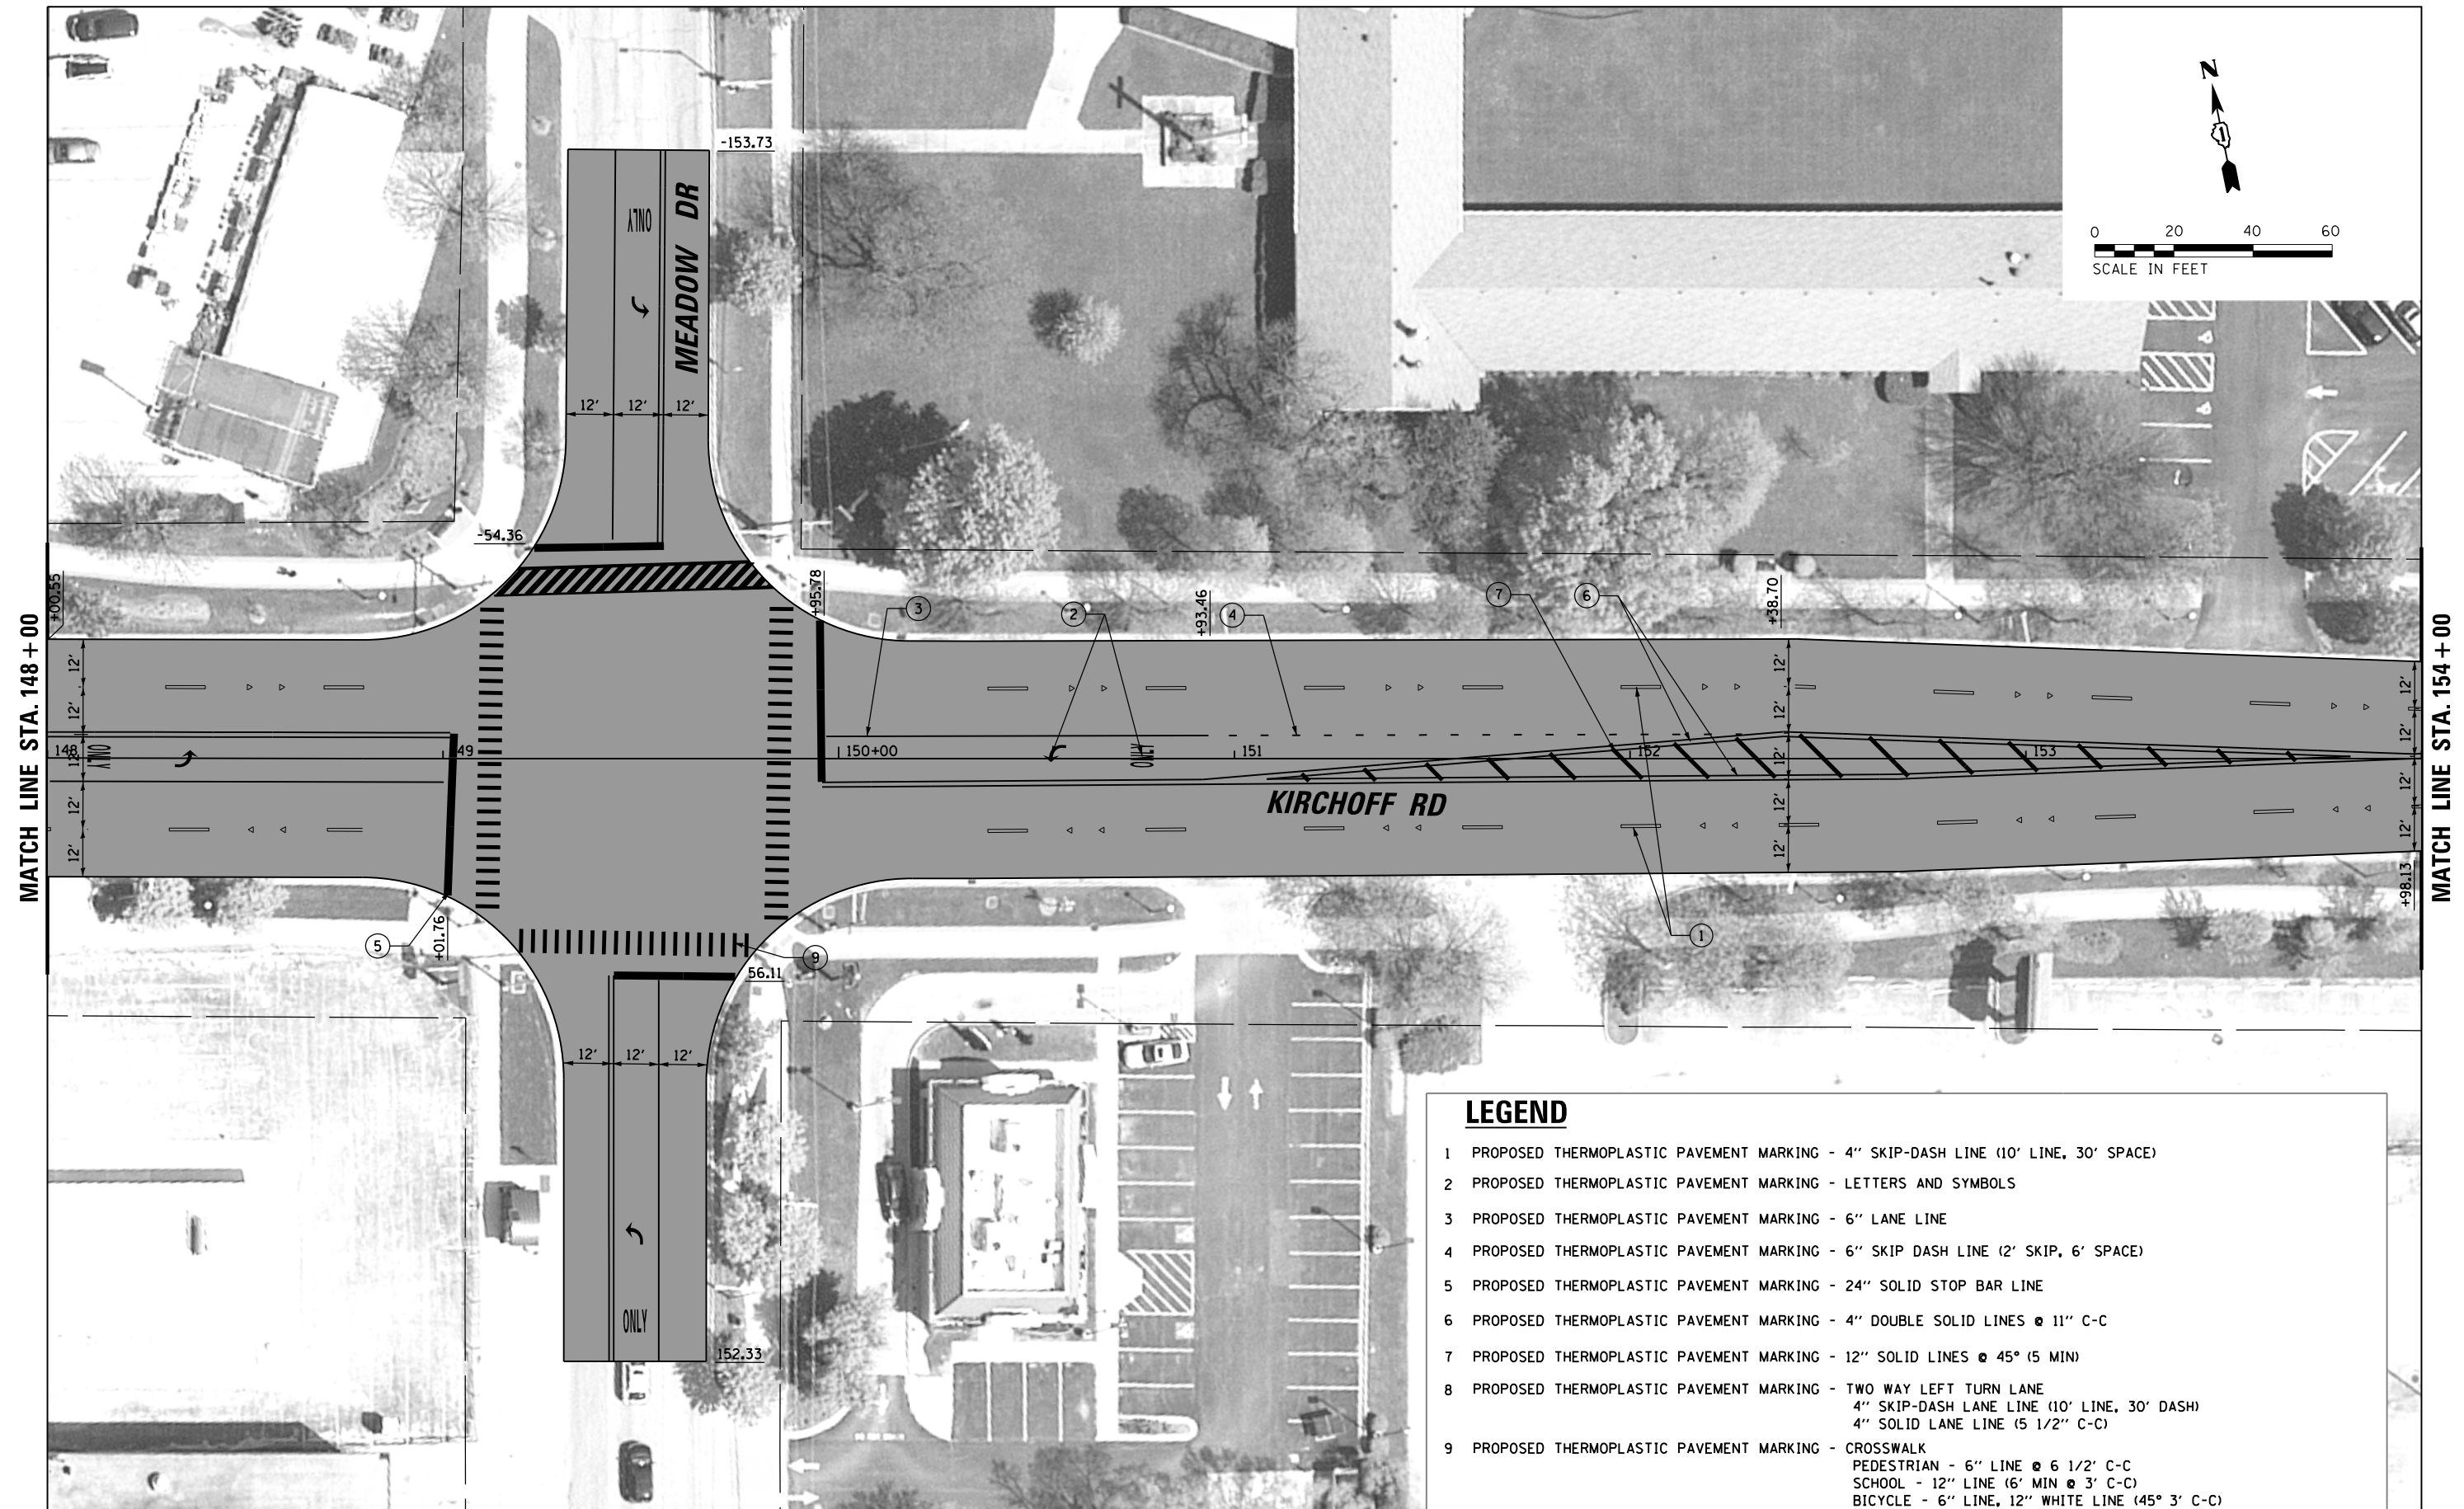 N
1
0 20 40 60
SCALE IN FEET
-153.73
ONLY
MEADOW DR
12' 12' 12'
-54.36
+00.55
+95.78
3
2
+93.46
4
7
6
+38.70
MATCH LINE STA. 148+00
MATCH LINE STA. 154+00
12'
12'
12'
12'
12'
148
ONLY
149
150+00
ONLY
151
152
153
12'
12'
12'
12'
12'
12'
12'
12'
12'
KIRCHOFF RD
5
+01.76
9
56.11
1
+98.13
12' 12' 12'
ONLY
152.33
LEGEND
1 PROPOSED THERMOPLASTIC PAVEMENT MARKING - 4'' SKIP-DASH LINE (10' LINE, 30' SPACE)
2 PROPOSED THERMOPLASTIC PAVEMENT MARKING - LETTERS AND SYMBOLS
3 PROPOSED THERMOPLASTIC PAVEMENT MARKING - 6'' LANE LINE
4 PROPOSED THERMOPLASTIC PAVEMENT MARKING - 6'' SKIP DASH LINE (2' SKIP, 6' SPACE)
5 PROPOSED THERMOPLASTIC PAVEMENT MARKING - 24'' SOLID STOP BAR LINE
6 PROPOSED THERMOPLASTIC PAVEMENT MARKING - 4'' DOUBLE SOLID LINES @ 11'' C-C
7 PROPOSED THERMOPLASTIC PAVEMENT MARKING - 12'' SOLID LINES @ 45° (5 MIN)
8 PROPOSED THERMOPLASTIC PAVEMENT MARKING - TWO WAY LEFT TURN LANE
4'' SKIP-DASH LANE LINE (10' LINE, 30' DASH)
4'' SOLID LANE LINE (5 1/2'' C-C)
9 PROPOSED THERMOPLASTIC PAVEMENT MARKING - CROSSWALK
PEDESTRIAN - 6'' LINE @ 6 1/2' C-C
SCHOOL - 12'' LINE (6' MIN @ 3' C-C)
BICYCLE - 6'' LINE, 12'' WHITE LINE (45° 3' C-C)